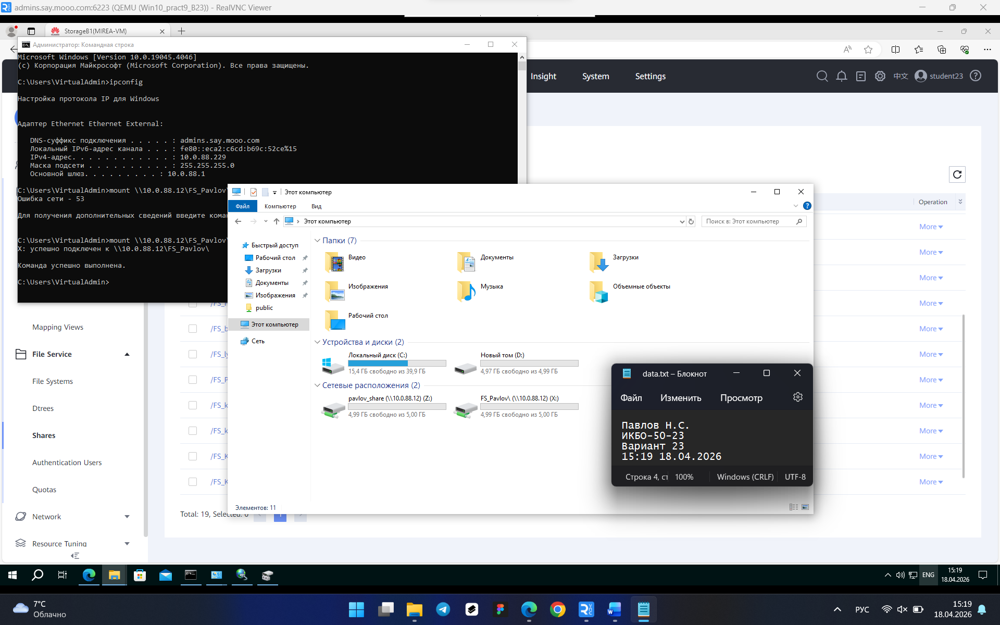 admins.say.mooo.com:6223 (QEMU (Win10_pract9_B23)) - RealVNC Viewer
StorageB1(MIREA-VM)
Администратор: Командная строка
Microsoft Windows [Version 10.0.19045.4046]
(c) Корпорация Майкрософт (Microsoft Corporation). Все права защищены.
C:\Users\VirtualAdmin>ipconfig
Настройка протокола IP для Windows
Адаптер Ethernet Ethernet External:
DNS-суффикс подключения . . . . . : admins.say.mooo.com
Локальный IPv6-адрес канала . . . : fe80::eca2:c6cd:b69c:52ce%15
IPv4-адрес. . . . . . . . . . . . : 10.0.88.229
Маска подсети . . . . . . . . . . : 255.255.255.0
Основной шлюз. . . . . . . . . : 10.0.88.1
C:\Users\VirtualAdmin>mount \\10.0.88.12\FS_Pavlov\
Ошибка сети - 53
Для получения дополнительных сведений введите
C:\Users\VirtualAdmin>mount \\10.0.88.12\FS_Pavlov\
X: успешно подключен к \\10.0.88.12\FS_Pavlov\
Команда успешно выполнена.
C:\Users\VirtualAdmin>
Insight
System
Settings
中文
student23
Operation
More
More
More
More
More
More
More
More
More
More
More
Mapping Views
File Service
File Systems
Dtrees
Shares
Authentication Users
Quotas
Network
Resource Tuning
/FS_b
/FS_ly
/FS_P
/FS_k
/FS_k
/FS_K
/FS_K
Total: 19, Selected: 0
1
Этот компьютер
Файл
Компьютер
Вид
Этот компьютер
Поиск в: Этот компьютер
Быстрый доступ
Рабочий стол
Загрузки
Документы
Изображения
public
Этот компьютер
Сеть
Папки (7)
Видео
Документы
Загрузки
Изображения
Музыка
Объемные объекты
Рабочий стол
Устройства и диски (2)
Локальный диск (C:)
15,4 ГБ свободно из 39,9 ГБ
Новый том (D:)
4,97 ГБ свободно из 4,99 ГБ
Сетевые расположения (2)
pavlov_share (\\10.0.88.12) (Z:)
4,99 ГБ свободно из 5,00 ГБ
FS_Pavlov\ (\\10.0.88.12) (X:)
4,99 ГБ свободно из 5,00 ГБ
Элементов: 11
data.txt – Блокнот
Файл
Изменить
Просмотр
Павлов Н.С.
ИКБО-50-23
Вариант 23
15:19 18.04.2026
Строка 4, ст
100%
Windows (CRLF)
UTF-8
ENG
15:19
18.04.2026
7°C
Облачно
РУС
15:19
18.04.2026